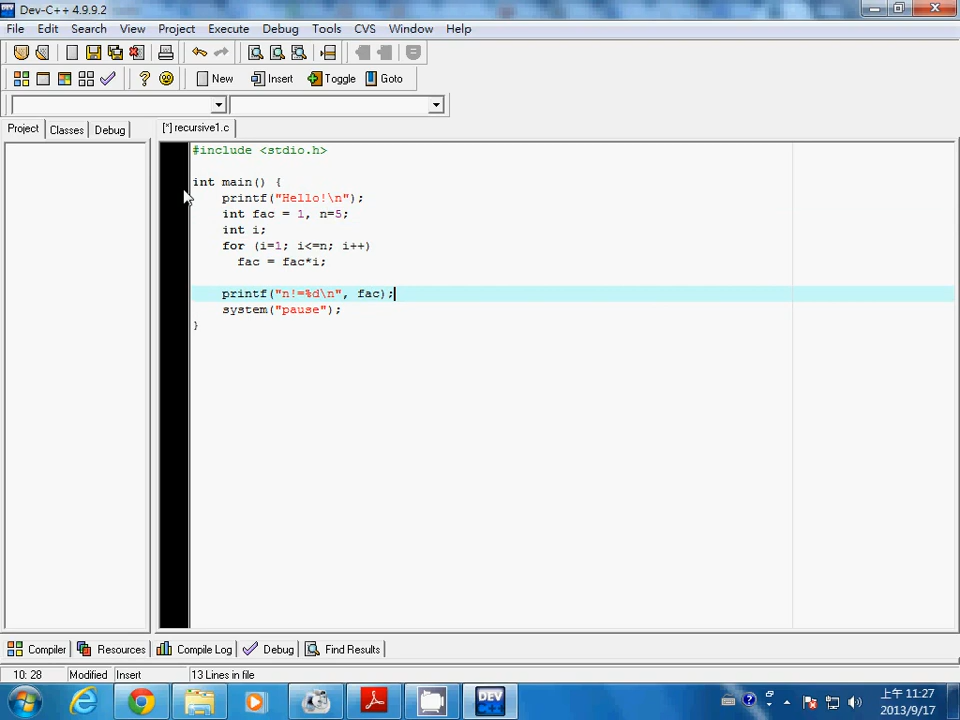 Dev-C++ 4.9.9.2
File Edit Search View Project Execute Debug Tools CVS Window Help
New Insert Toggle Goto
Project Classes Debug [*] recursive1.c
#include <stdio.h>
int main() {
printf("Hello!\n");
int fac = 1, n=5;
int i;
for (i=1; i<=n; i++)
fac = fac*i;
printf("n!=%d\n", fac);
system("pause");
}
Compiler Resources Compile Log Debug Find Results
10: 28 Modified Insert 13 Lines in file
DEV C++
上午 11:27
2013/9/17